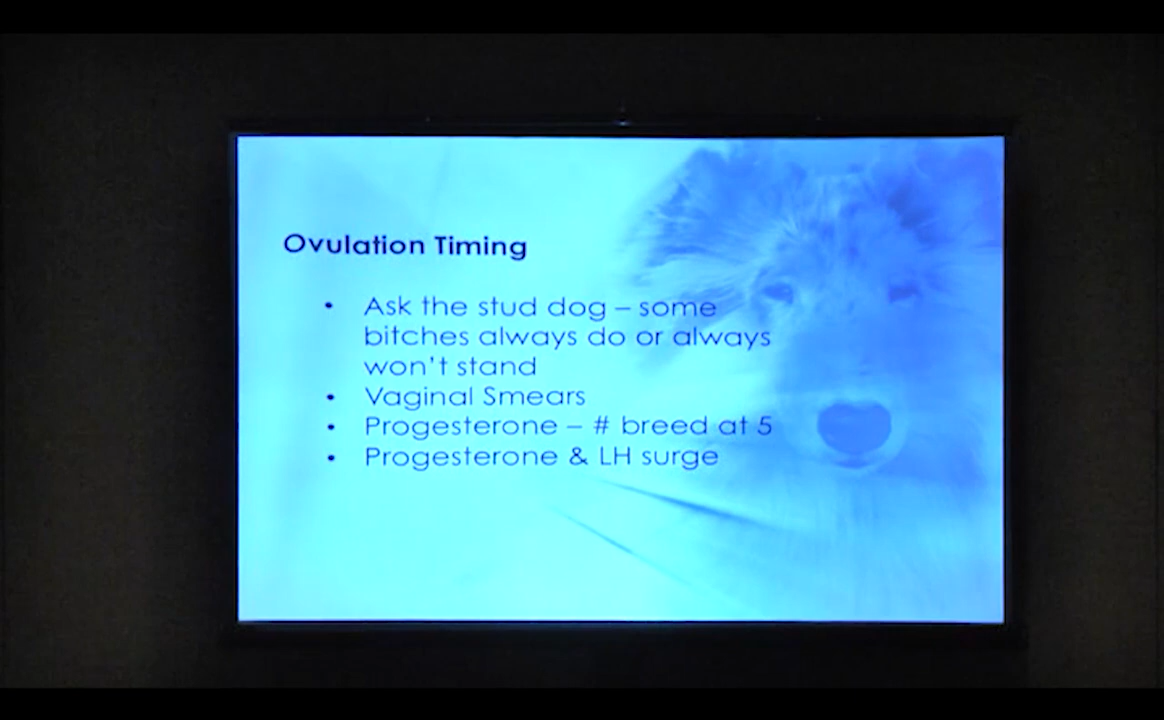 Ovulation Timing
• Ask the stud dog – some
bitches always do or always
won't stand
• Vaginal Smears
• Progesterone – # breed at 5
• Progesterone & LH surge